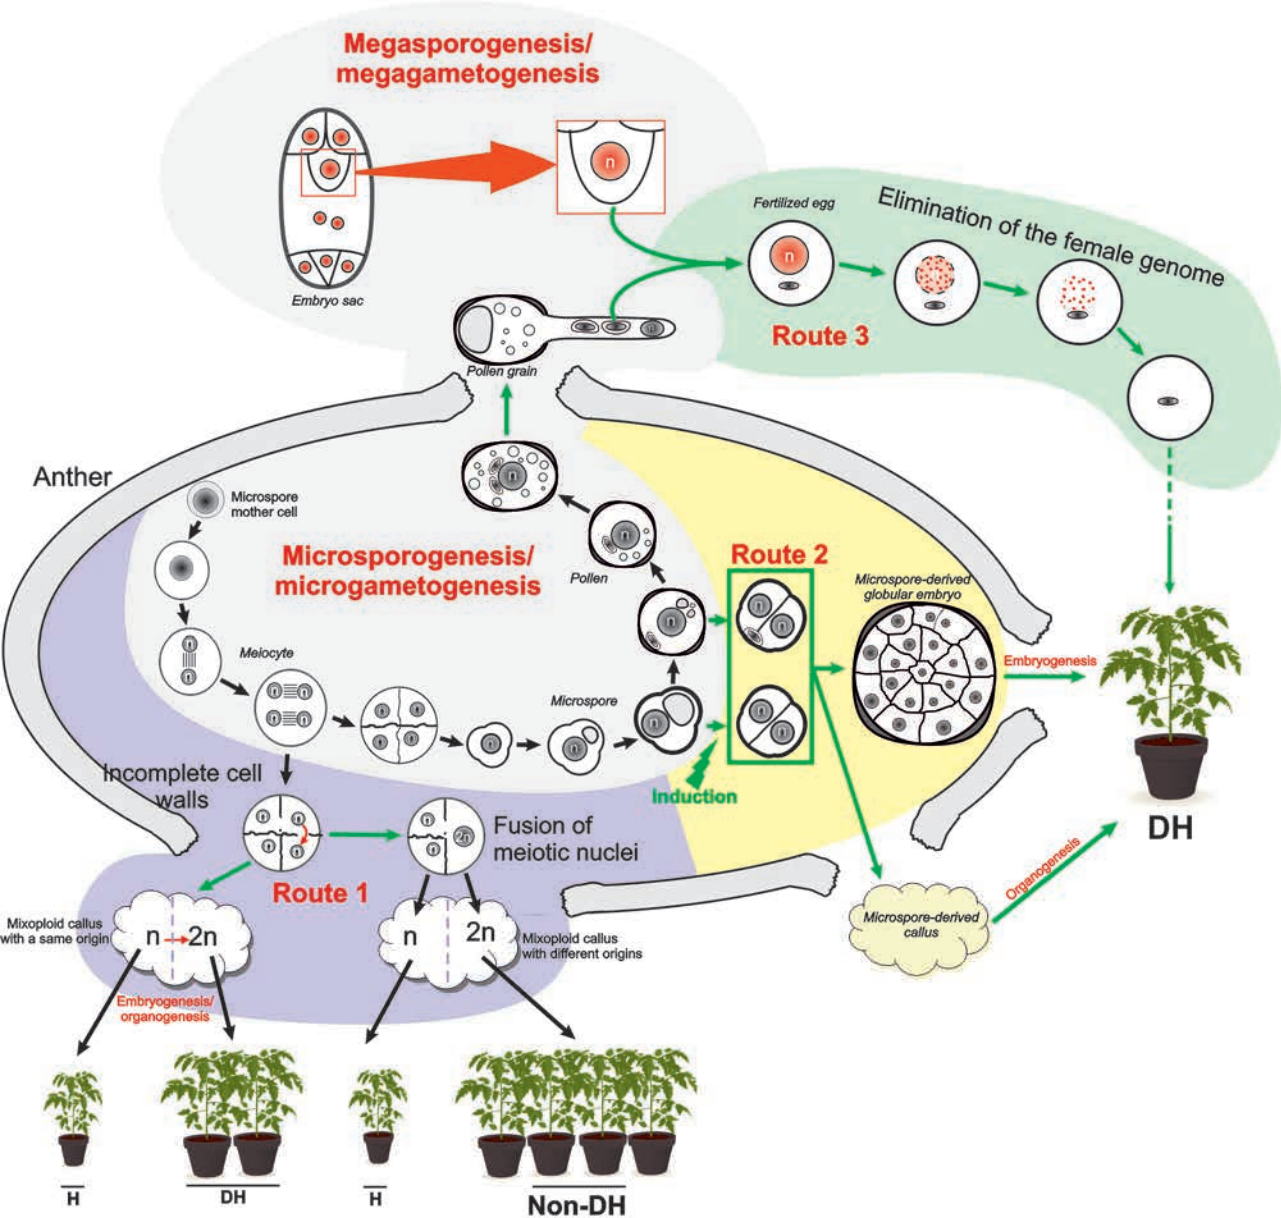 Megasporogenesis/
megagametogenesis
n
Embryo sac
Fertilized egg
n
Elimination of the female genome
Route 3
n
Pollen grain
Anther
Microspore
mother cell
n
Microsporogenesis/
microgametogenesis
n
Pollen
Route 2
Microspore-derived
globular embryo
n
n
n
n
Meiocyte
Embryogenesis
Microspore
n
n
n
n
n
n
n
Induction
DH
Incomplete cell
walls
n
n
2n
n
Fusion of
meiotic nuclei
Route 1
Organogenesis
Microspore-derived
callus
Mixoploid callus
with a same origin
n
2n
n
2n
Mixoploid callus
with different origins
Embryogenesis/
organogenesis
H
DH
H
Non-DH